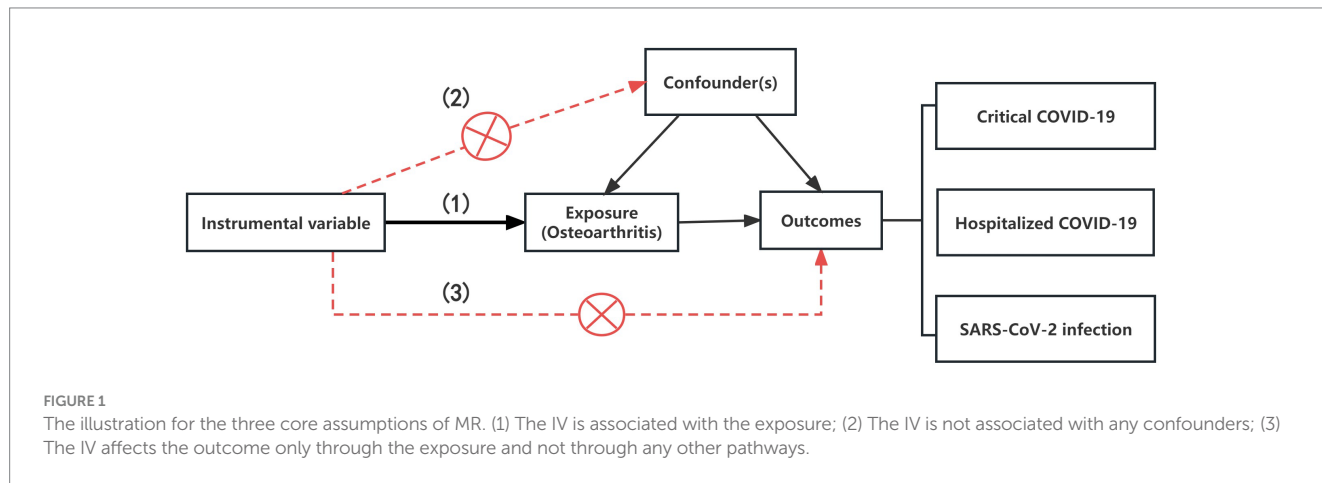 Confounder(s)
(2)
Critical COVID-19
Instrumental variable
(1)
Exposure
(Osteoarthritis)
Outcomes
Hospitalized COVID-19
(3)
SARS-CoV-2 infection
FIGURE 1
The illustration for the three core assumptions of MR. (1) The IV is associated with the exposure; (2) The IV is not associated with any confounders; (3)
The IV affects the outcome only through the exposure and not through any other pathways.